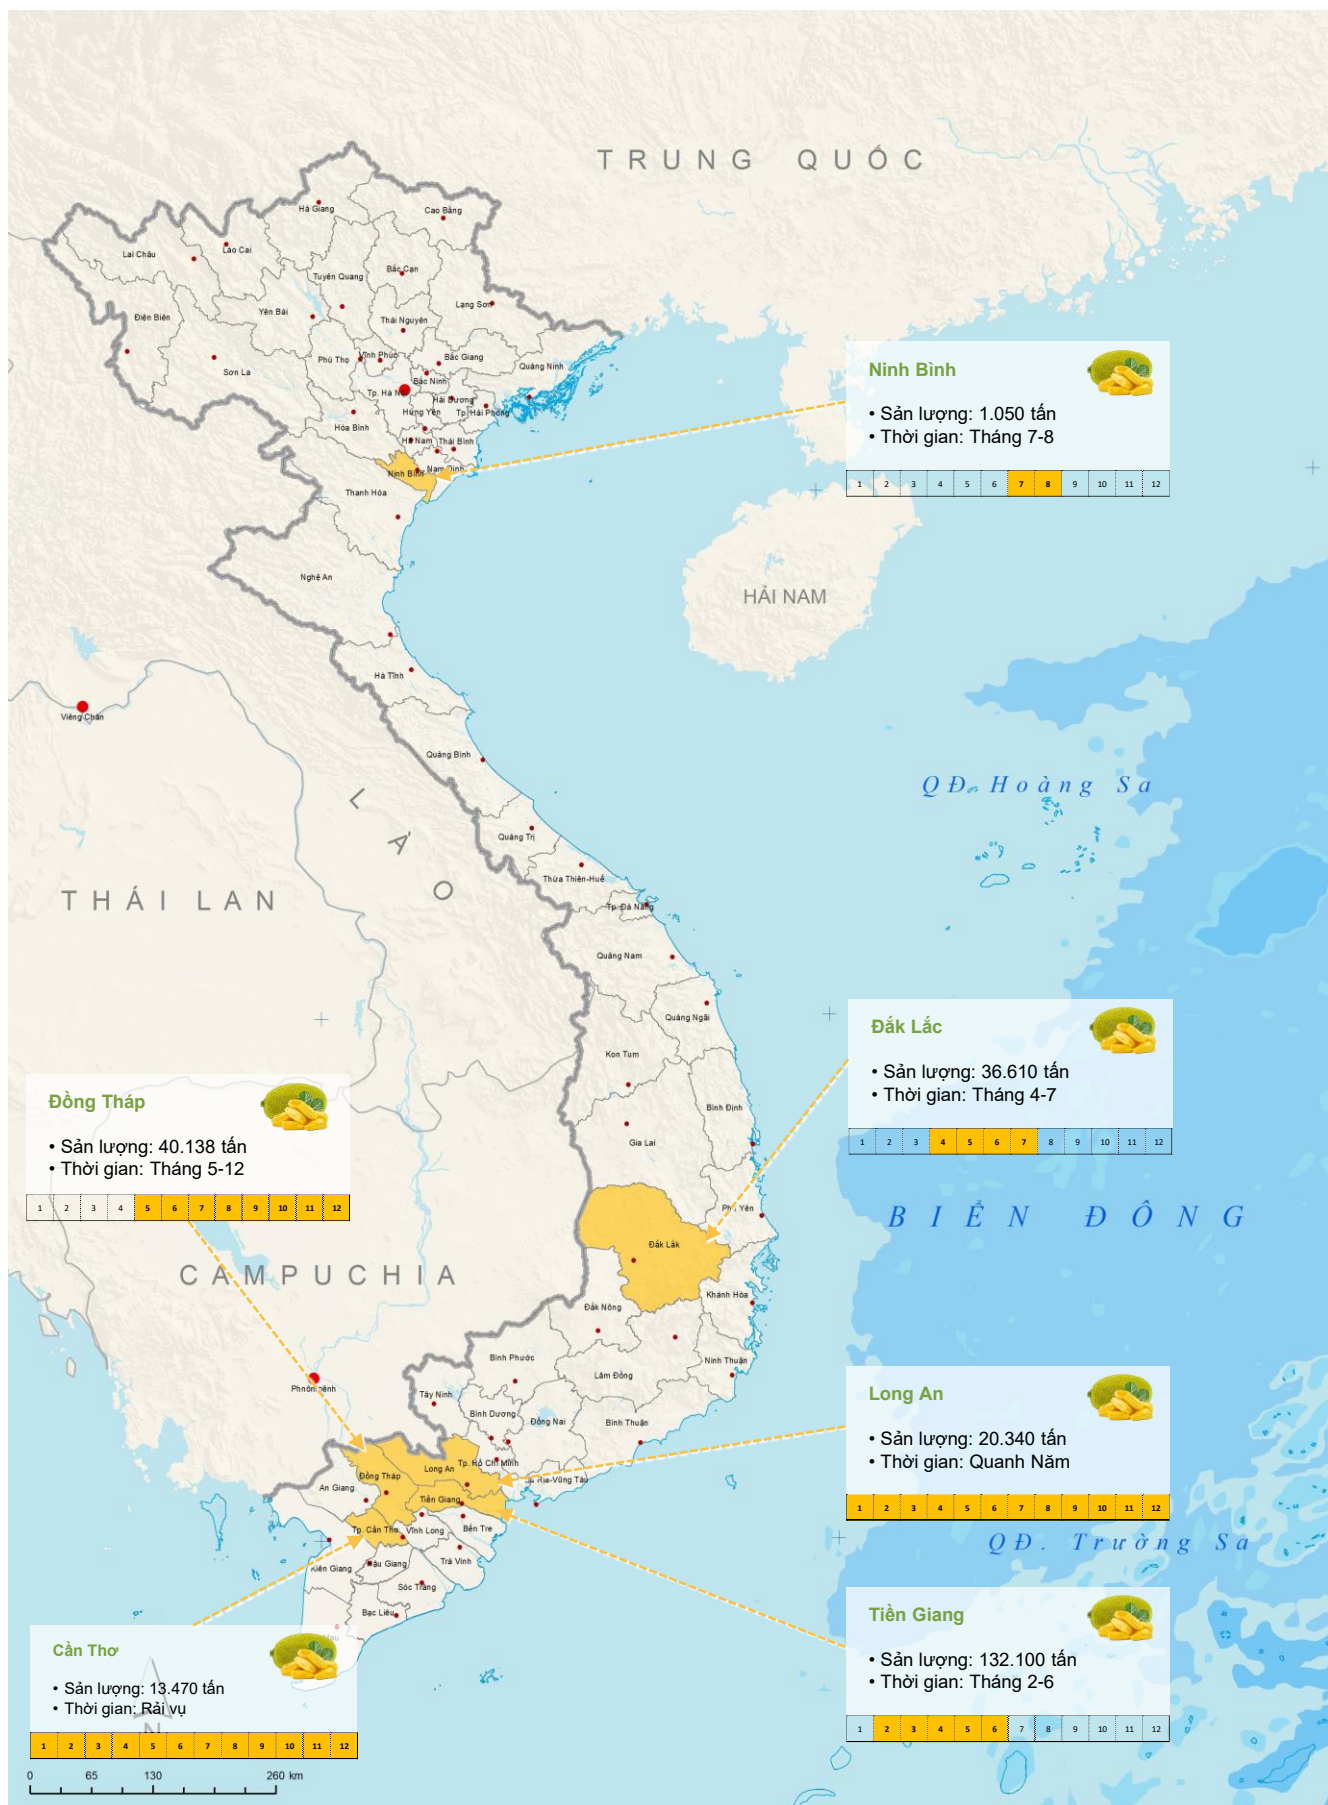 TRUNG QUỐC
Hà Giang
Cao Bằng
Lai Châu
Lào Cai
Tuyên Quang
Bắc Cạn
Lạng Sơn
Điện Biên
Yên Bái
Thái Nguyên
Phú Thọ
Vĩnh Phúc
Bắc Giang
Quảng Ninh
Sơn La
Bắc Ninh
Tp. Hà N
Hải Dương
Hưng Yên
Tp. Hải Phòng
Hòa Bình
Hà Nam
Thái Bình
Ninh Bình
Nam Định
Thanh Hóa
Ninh Bình
• Sản lượng: 1.050 tấn
• Thời gian: Tháng 7-8
1 2 3 4 5 6 7 8 9 10 11 12
Nghệ An
HẢI NAM
Hà Tĩnh
Viêng Chăn
Quảng Bình
QĐ. Hoàng Sa
LÀO
Quảng Trị
Thừa Thiên-Huế
THÁI LAN
Tp. Đà Nẵng
Quảng Nam
Quảng Ngãi
Kon Tum
Đắk Lắc
• Sản lượng: 36.610 tấn
• Thời gian: Tháng 4-7
1 2 3 4 5 6 7 8 9 10 11 12
Đồng Tháp
• Sản lượng: 40.138 tấn
• Thời gian: Tháng 5-12
1 2 3 4 5 6 7 8 9 10 11 12
Bình Định
Gia Lai
Phú Yên
BIỂN ĐÔNG
Đắk Lắk
CAMPUCHIA
Khánh Hòa
Đắk Nông
Bình Phước
Ninh Thuận
Lâm Đồng
Phnôm Pênh
Tây Ninh
Bình Dương
Đồng Nai
Bình Thuận
Long An
• Sản lượng: 20.340 tấn
• Thời gian: Quanh Năm
1 2 3 4 5 6 7 8 9 10 11 12
Long An
Tp. Hồ Chí Minh
Đồng Tháp
Rịa-Vũng Tàu
An Giang
Tiền Giang
Tp. Cần Thơ
Vĩnh Long
Bến Tre
QĐ. Trường Sa
Kiên Giang
Hậu Giang
Trà Vinh
Sóc Trăng
Bạc Liêu
Tiền Giang
• Sản lượng: 132.100 tấn
• Thời gian: Tháng 2-6
1 2 3 4 5 6 7 8 9 10 11 12
Cần Thơ
• Sản lượng: 13.470 tấn
• Thời gian: Rải vụ
N
1 2 3 4 5 6 7 8 9 10 11 12
0 65 130 260 km